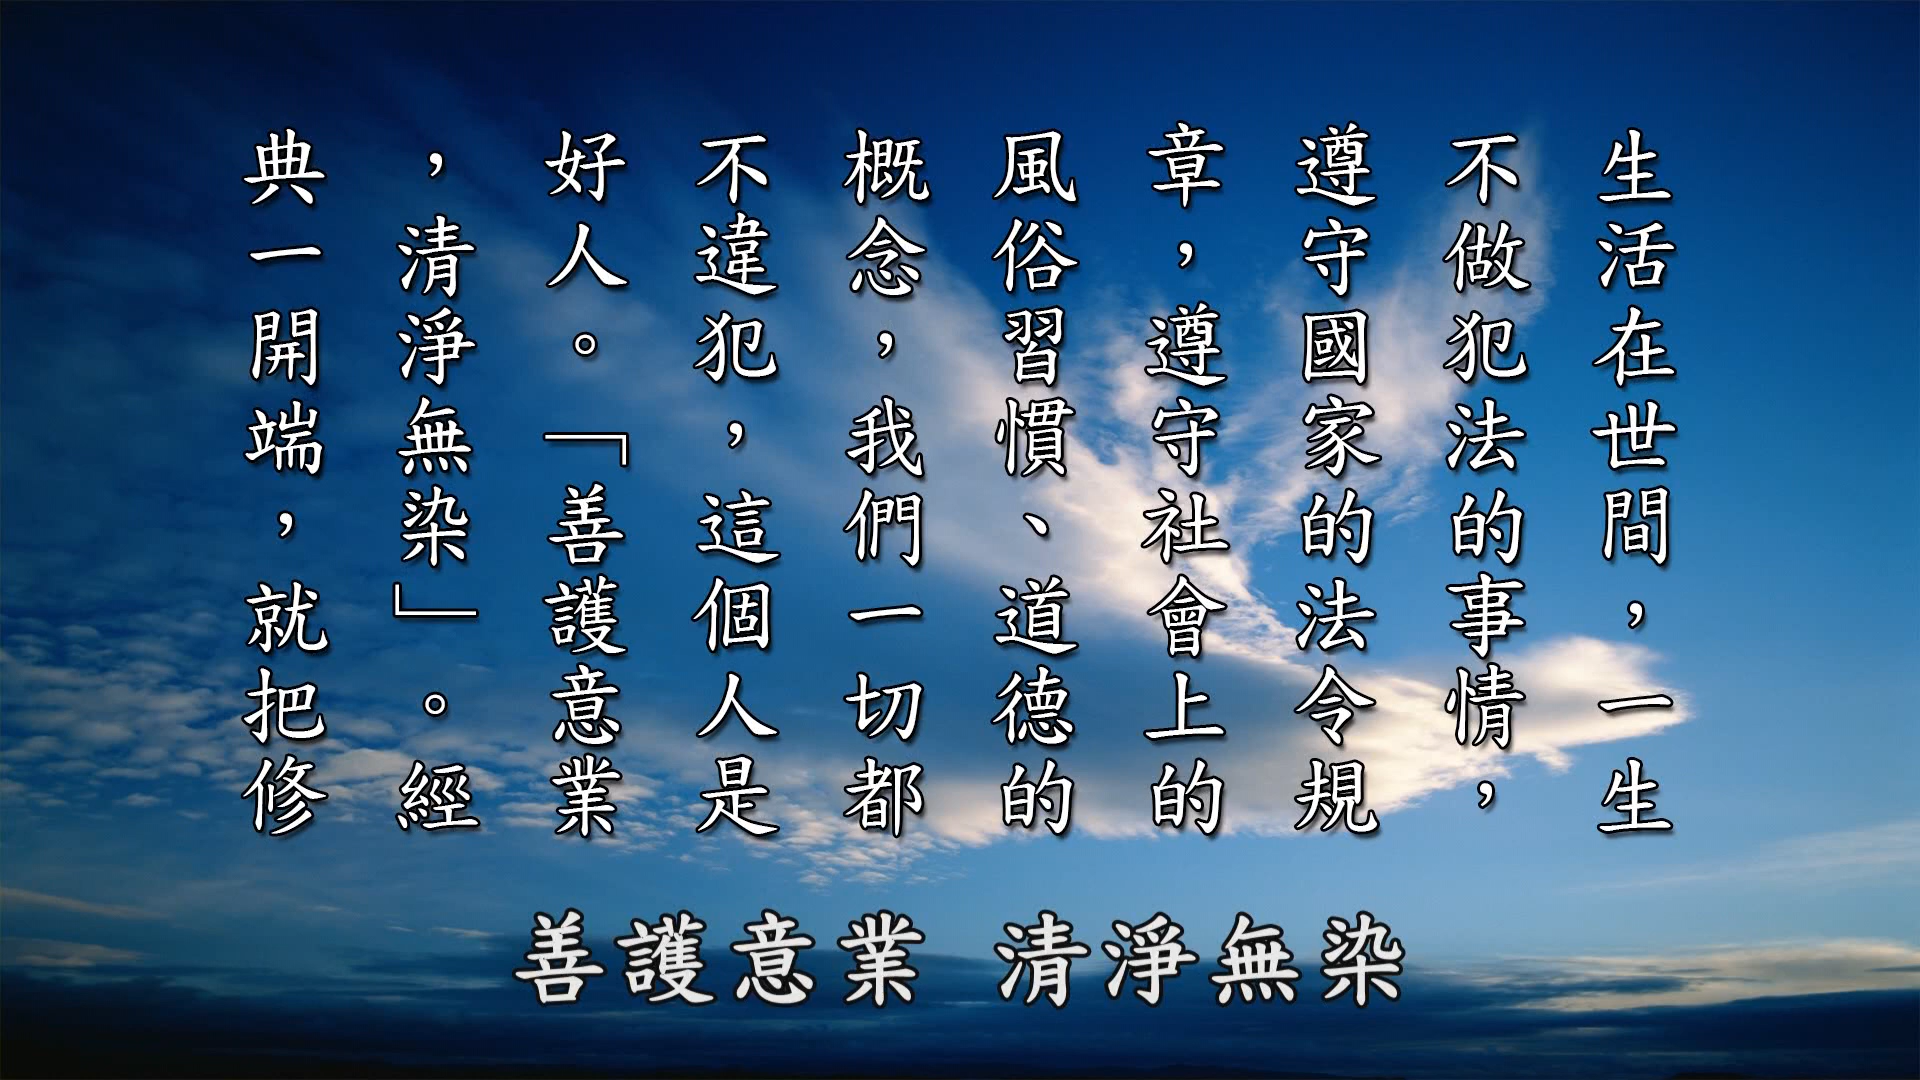 生活在世間，一生
不做犯法的事情，
遵守國家的法令規
章，遵守社會上的
風俗習慣、道德的
概念，我們一切都
不違犯，這個人是
好人。「善護意業
，清淨無染」。經
典一開端，就把修
善護意業 清淨無染